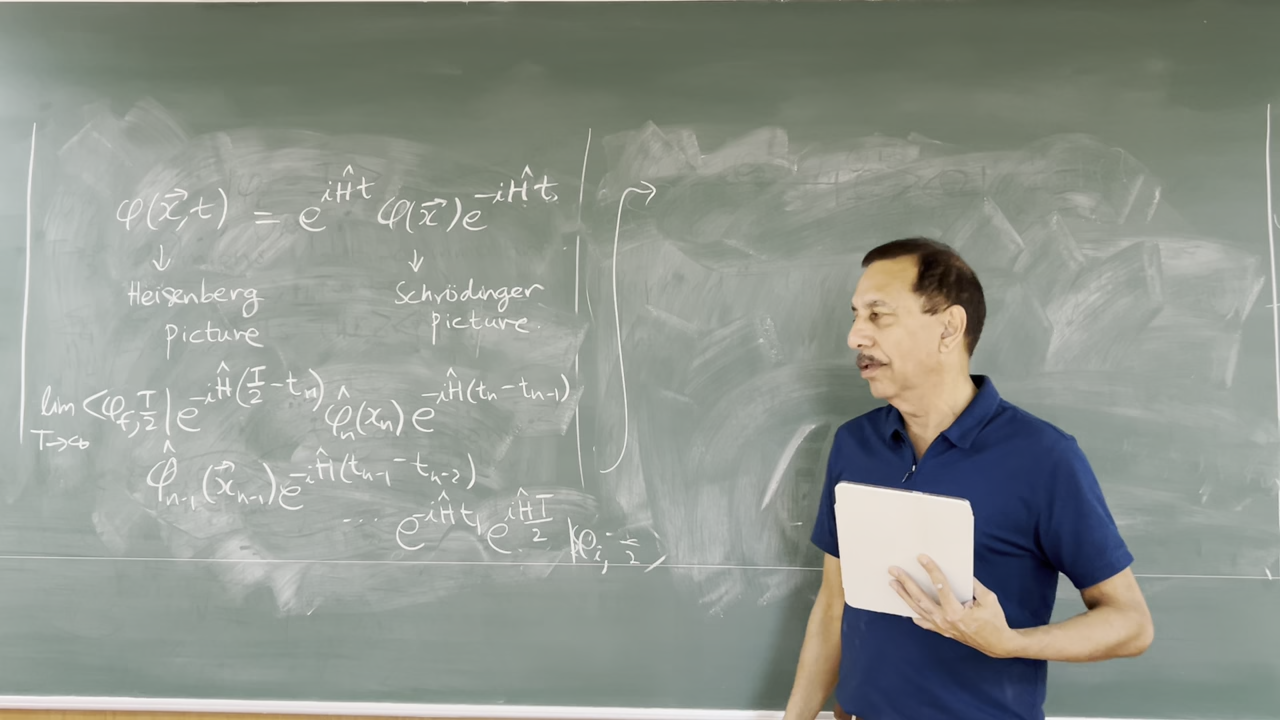 φ(x⃗,t) = e^{iĤt} φ(x⃗) e^{-iĤt}
↓ ↓
Heisenberg Schrödinger
picture picture.
lim_{T→∞} <φ_f, T/2| e^{-iĤ(T/2 - t_n)} φ̂_n(x_n) e^{-iĤ(t_n - t_{n-1})}
φ̂_{n-1}(x⃗_{n-1}) e^{-iĤ(t_{n-1} - t_{n-2})}
... e^{-iĤt_1} e^{iĤT/2} |φ_i, -T/2>